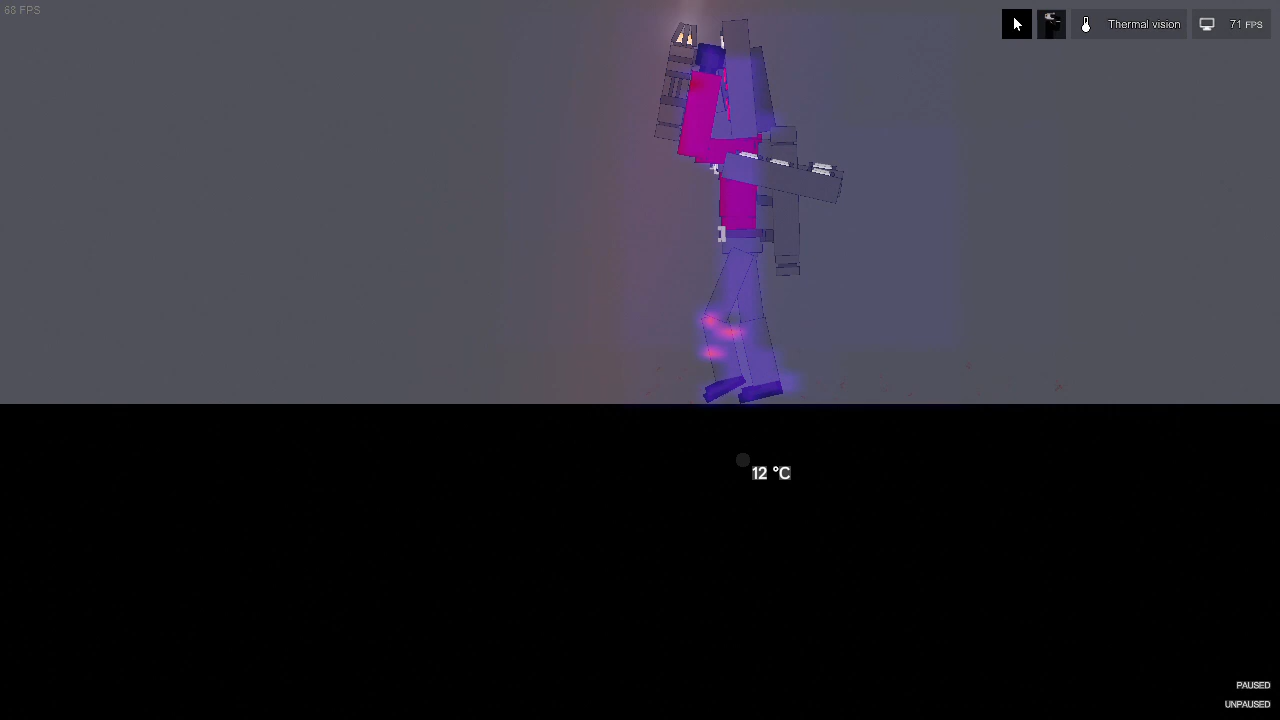 68 FPS
Thermal vision
71 FPS
12 °C
PAUSED
UNPAUSED